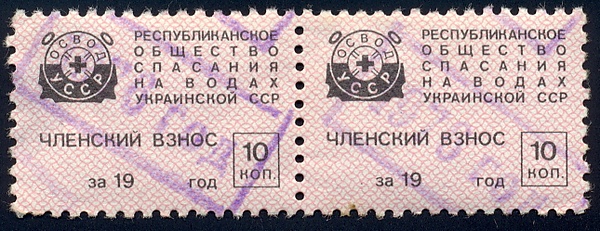 ОСВОД
УССР
РЕСПУБЛИКАНСКОЕ
ОБЩЕСТВО
СПАСАНИЯ
НА ВОДАХ
УКРАИНСКОЙ ССР
ЧЛЕНСКИЙ ВЗНОС
за 19 год
10
КОП.
ОСВОД
УССР
РЕСПУБЛИКАНСКОЕ
ОБЩЕСТВО
СПАСАНИЯ
НА ВОДАХ
УКРАИНСКОЙ ССР
ЧЛЕНСКИЙ ВЗНОС
за 19 год
10
КОП.